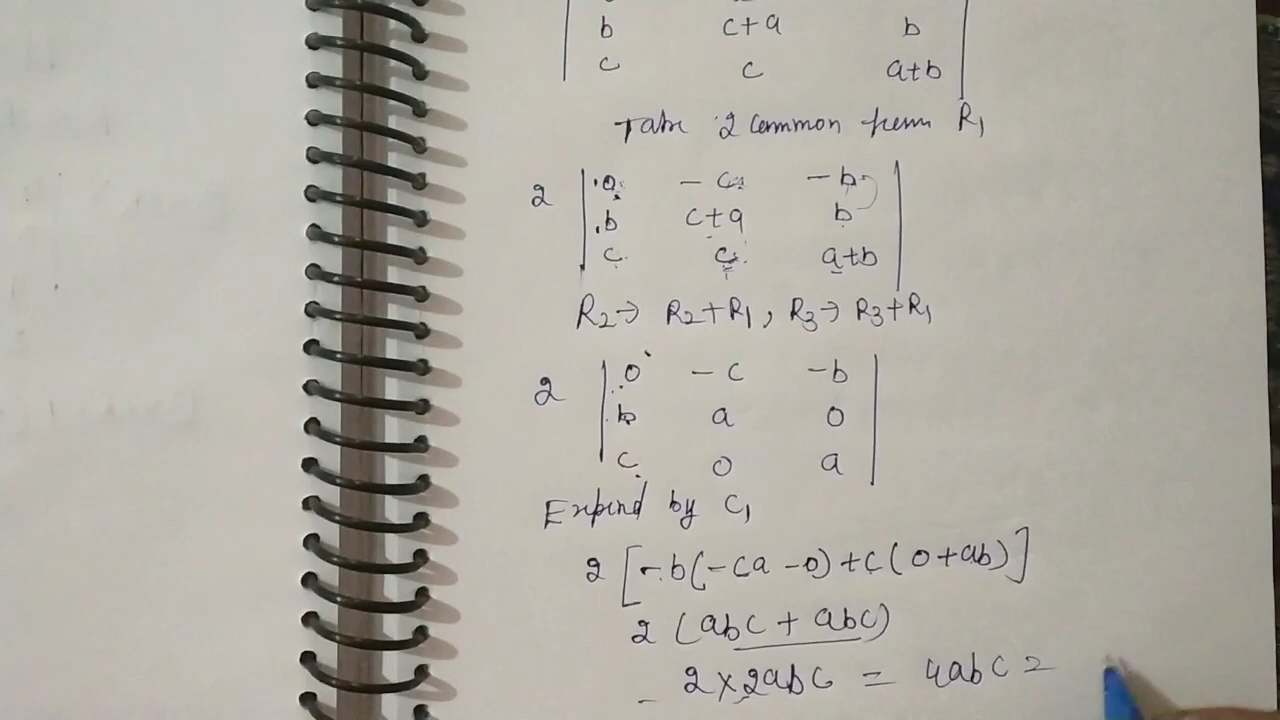 b c+a b
c c a+b
Take 2 common from R1
2 0 -c -b
b c+a b
c c a+b
R2→ R2+R1, R3→ R3+R1
2 0 -c -b
b a 0
c 0 a
Expend by C1
2 [-b(-ca-0)+c(0+ab)]
2 (abc + abc)
2×2abc = 4abc =